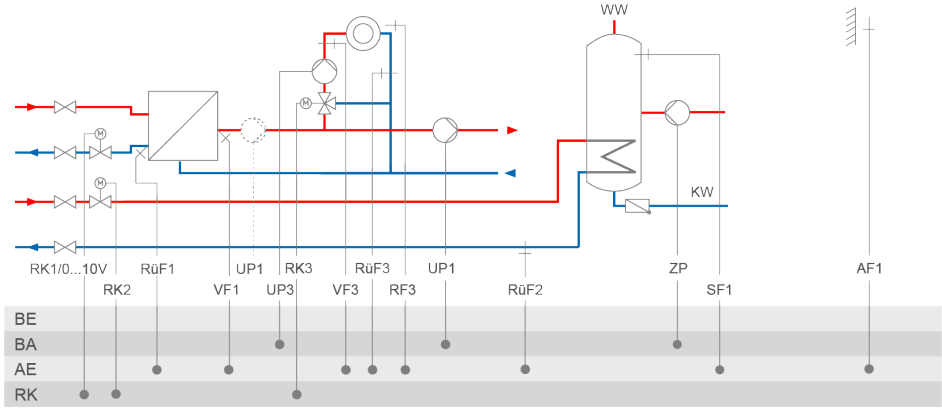 WW
M
M
M
KW
RK1/0...10V RüF1 UP1 RK3 RüF3 UP1 ZP AF1
RK2 VF1 UP3 VF3 RF3 RüF2 SF1
BE
BA
AE
RK